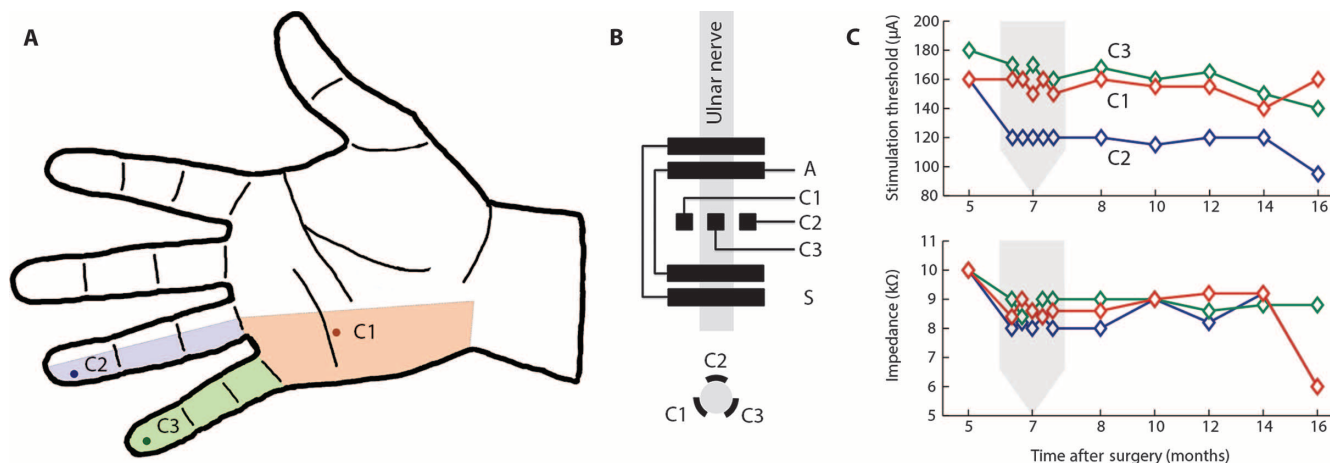 A
C1
C2
C3
B
Ulnar nerve
A
C1
C2
C3
S
C2
C1
C3
C
Stimulation threshold (µA)
200
180
160
140
120
100
80
C3
C1
C2
5
7
8
10
12
14
16
Impedance (kΩ)
11
10
9
8
7
6
5
5
7
8
10
12
14
16
Time after surgery (months)